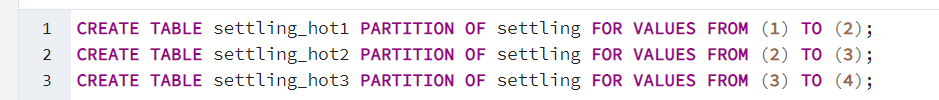 1 CREATE TABLE settling_hot1 PARTITION OF settling FOR VALUES FROM (1) TO (2);
2 CREATE TABLE settling_hot2 PARTITION OF settling FOR VALUES FROM (2) TO (3);
3 CREATE TABLE settling_hot3 PARTITION OF settling FOR VALUES FROM (3) TO (4);